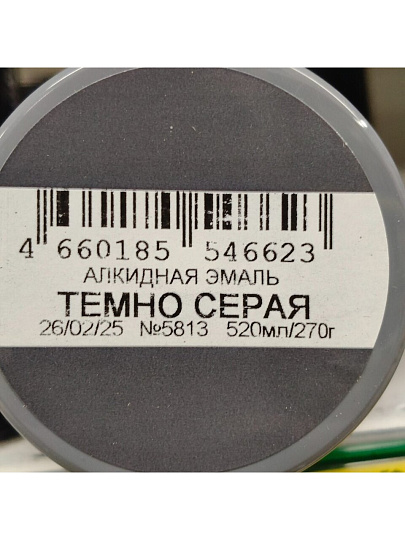 4 660185 546623
АЛКИДНАЯ ЭМАЛЬ
ТЕМНО СЕРАЯ
26/02/25 №5813 520мл/270г